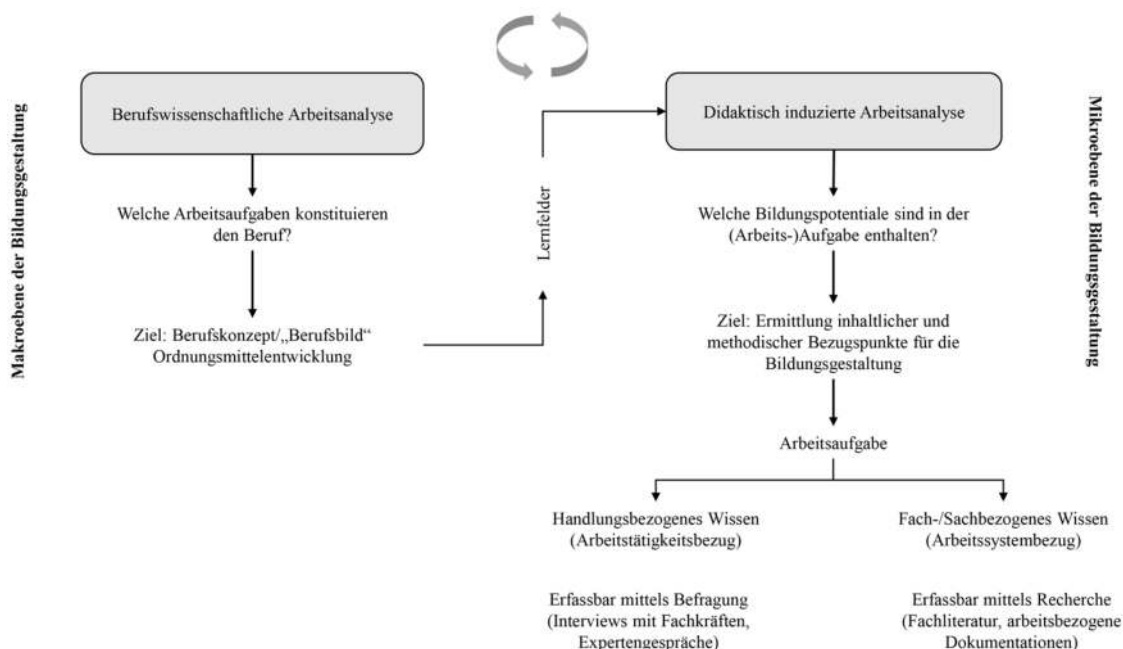 Makroebene der Bildungsgestaltung
Berufswissenschaftliche Arbeitsanalyse
Welche Arbeitsaufgaben konstituieren
den Beruf?
Ziel: Berufskonzept/„Berufsbild“
Ordnungsmittelentwicklung
Lernfelder
Didaktisch induzierte Arbeitsanalyse
Welche Bildungspotentiale sind in der
(Arbeits-)Aufgabe enthalten?
Ziel: Ermittlung inhaltlicher und
methodischer Bezugspunkte für die
Bildungsgestaltung
Arbeitsaufgabe
Handlungsbezogenes Wissen
(Arbeitstätigkeitsbezug)
Erfassbar mittels Befragung
(Interviews mit Fachkräften,
Expertengespräche)
Fach-/Sachbezogenes Wissen
(Arbeitssystembezug)
Erfassbar mittels Recherche
(Fachliteratur, arbeitsbezogene
Dokumentationen)
Mikroebene der Bildungsgestaltung